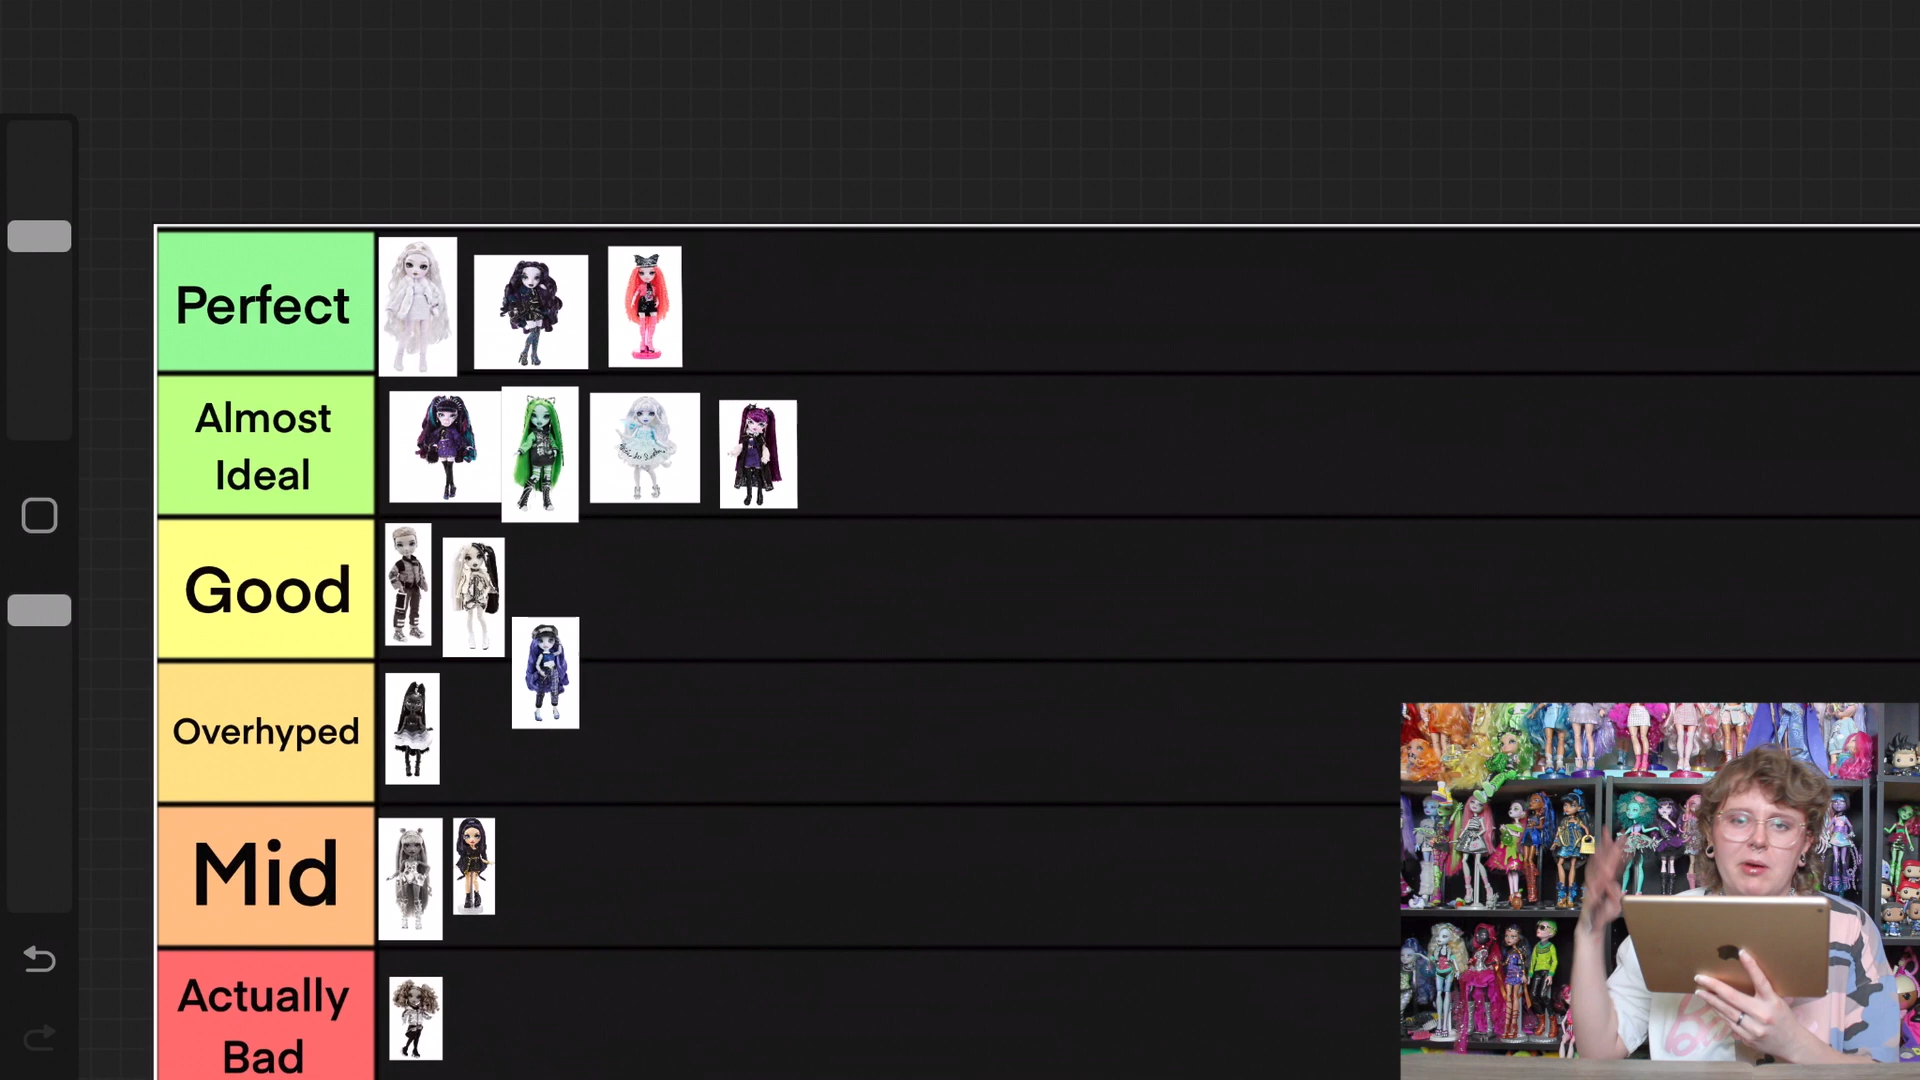 Perfect
Almost
Ideal
Good
Overhyped
Mid
Actually
Bad